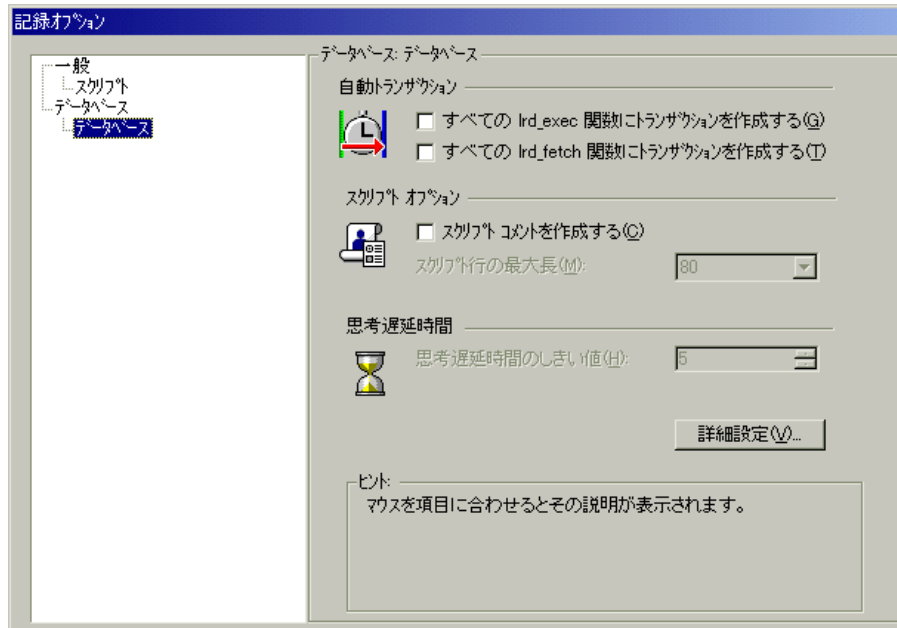 記録オプション
一般
スクリプト
データベース
データベース
データベース: データベース
自動トランザクション
すべての lrd_exec 関数にトランザクションを作成する(G)
すべての lrd_fetch 関数にトランザクションを作成する(T)
スクリプト オプション
スクリプト コメントを作成する(C)
スクリプト行の最大長(M): 80
思考遅延時間
思考遅延時間のしきい値(H): 5
詳細設定(V)...
ヒント:
マウスを項目に合わせるとその説明が表示されます。